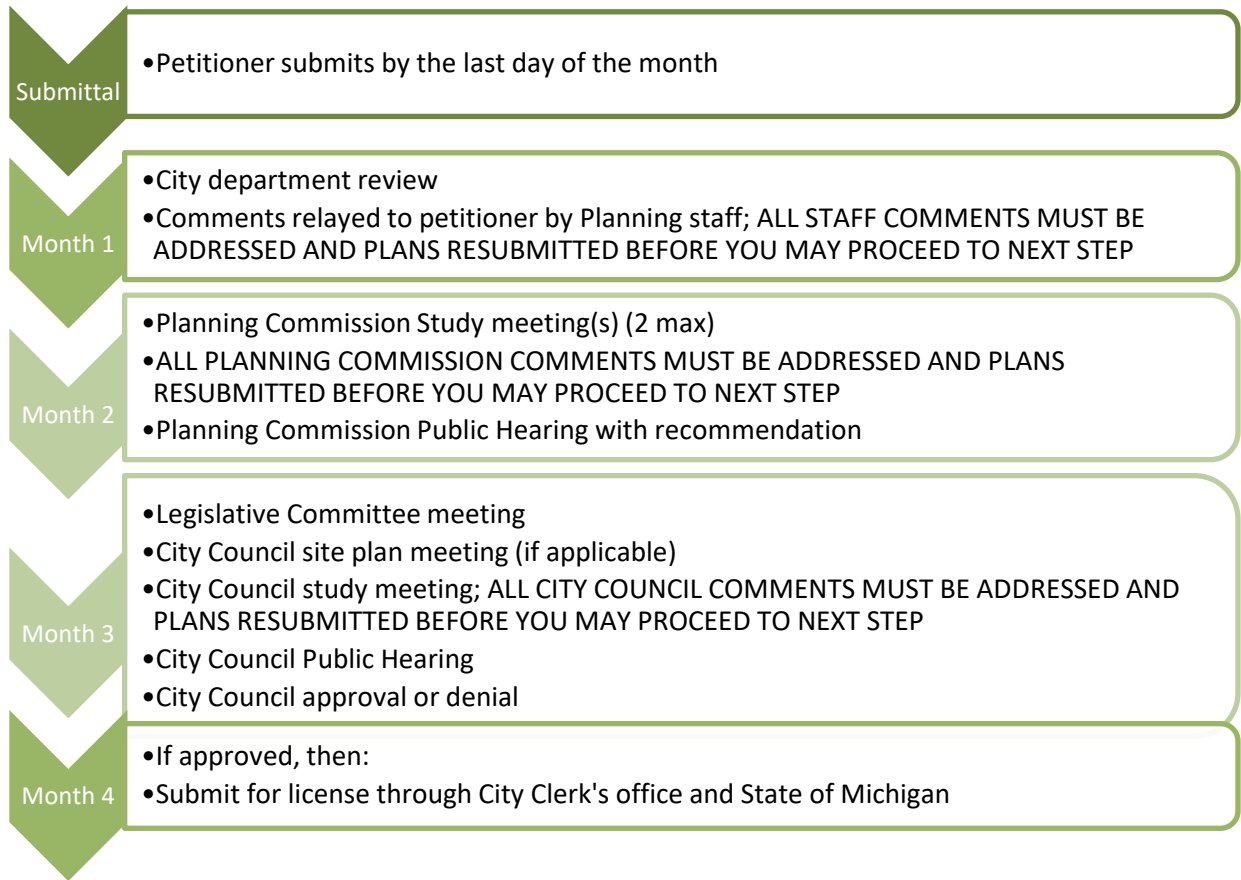 Submittal
•Petitioner submits by the last day of the month
Month 1
•City department review
•Comments relayed to petitioner by Planning staff; ALL STAFF COMMENTS MUST BE
ADDRESSED AND PLANS RESUBMITTED BEFORE YOU MAY PROCEED TO NEXT STEP
Month 2
•Planning Commission Study meeting(s) (2 max)
•ALL PLANNING COMMISSION COMMENTS MUST BE ADDRESSED AND PLANS
RESUBMITTED BEFORE YOU MAY PROCEED TO NEXT STEP
•Planning Commission Public Hearing with recommendation
Month 3
•Legislative Committee meeting
•City Council site plan meeting (if applicable)
•City Council study meeting; ALL CITY COUNCIL COMMENTS MUST BE ADDRESSED AND
PLANS RESUBMITTED BEFORE YOU MAY PROCEED TO NEXT STEP
•City Council Public Hearing
•City Council approval or denial
Month 4
•If approved, then:
•Submit for license through City Clerk's office and State of Michigan